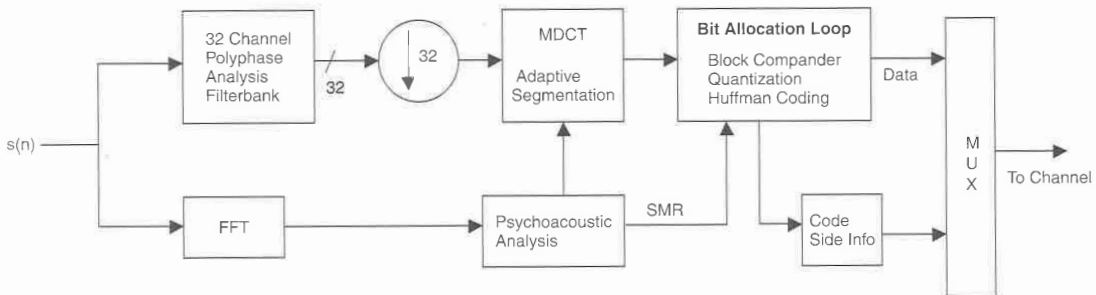 s(n)
32 Channel
Polyphase
Analysis
Filterbank
32
32
MDCT
Adaptive
Segmentation
Bit Allocation Loop
Block Compander
Quantization
Huffman Coding
Data
FFT
Psychoacoustic
Analysis
SMR
Code
Side Info
M
U
X
To Channel